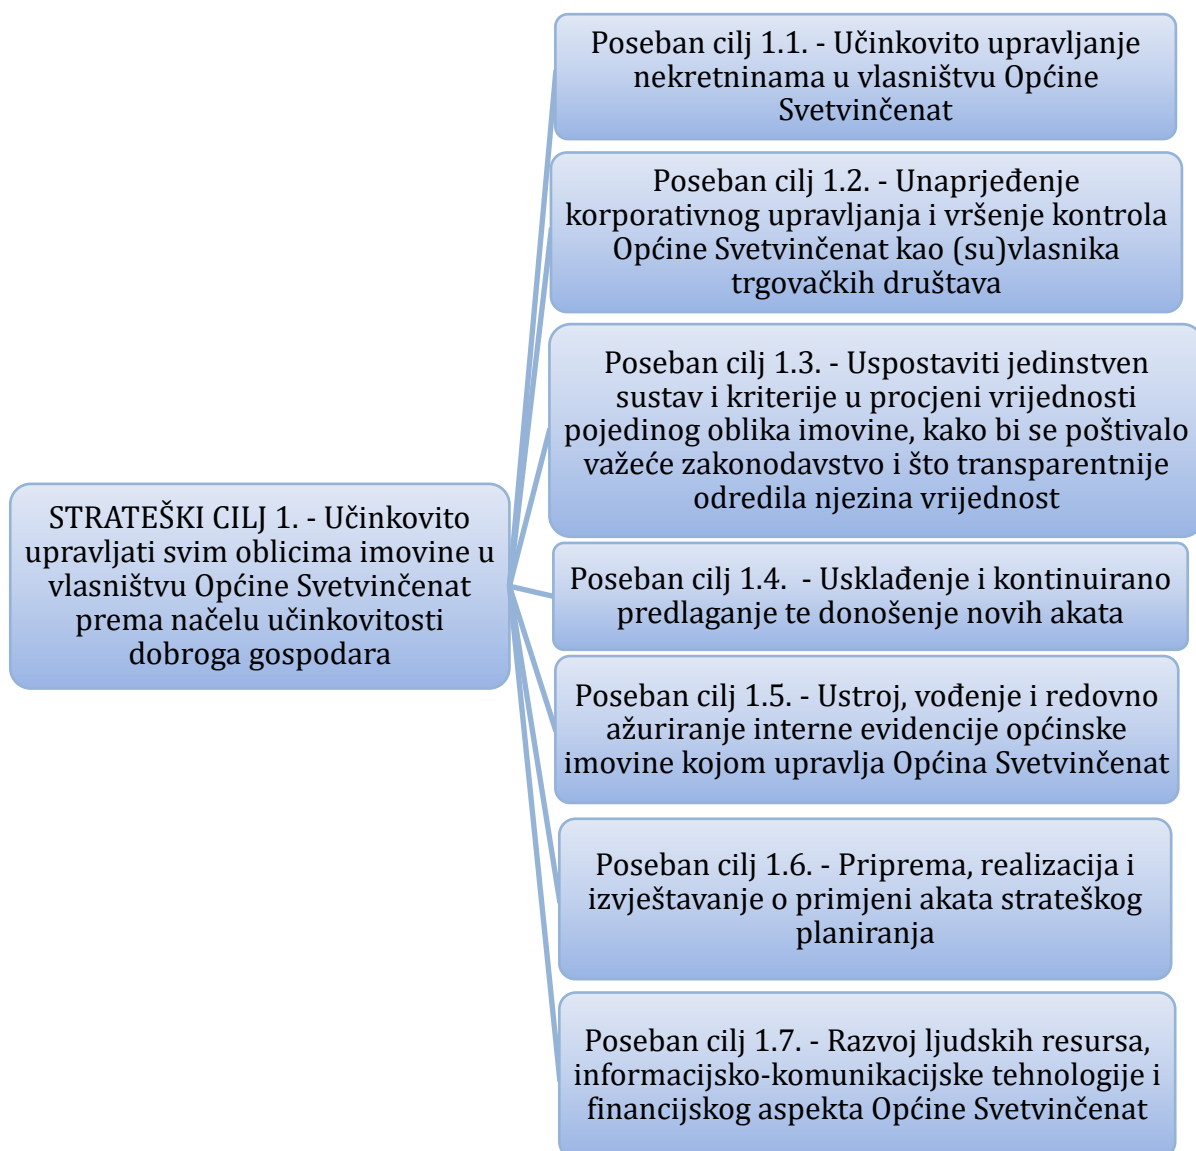 STRATEŠKI CILJ 1. - Učinkovito
upravljati svim oblicima imovine u
vlasništvu Općine Svetvinčenat
prema načelu učinkovitosti
dobroga gospodara
Poseban cilj 1.1. - Učinkovito upravljanje
nekretninama u vlasništvu Općine
Svetvinčenat
Poseban cilj 1.2. - Unaprjeđenje
korporativnog upravljanja i vršenje kontrola
Općine Svetvinčenat kao (su)vlasnika
trgovačkih društava
Poseban cilj 1.3. - Uspostaviti jedinstven
sustav i kriterije u procjeni vrijednosti
pojedinog oblika imovine, kako bi se poštivalo
važeće zakonodavstvo i što transparentnije
odredila njezina vrijednost
Poseban cilj 1.4.  - Usklađenje i kontinuirano
predlaganje te donošenje novih akata
Poseban cilj 1.5. - Ustroj, vođenje i redovno
ažuriranje interne evidencije općinske
imovine kojom upravlja Općina Svetvinčenat
Poseban cilj 1.6. - Priprema, realizacija i
izvještavanje o primjeni akata strateškog
planiranja
Poseban cilj 1.7. - Razvoj ljudskih resursa,
informacijsko-komunikacijske tehnologije i
financijskog aspekta Općine Svetvinčenat